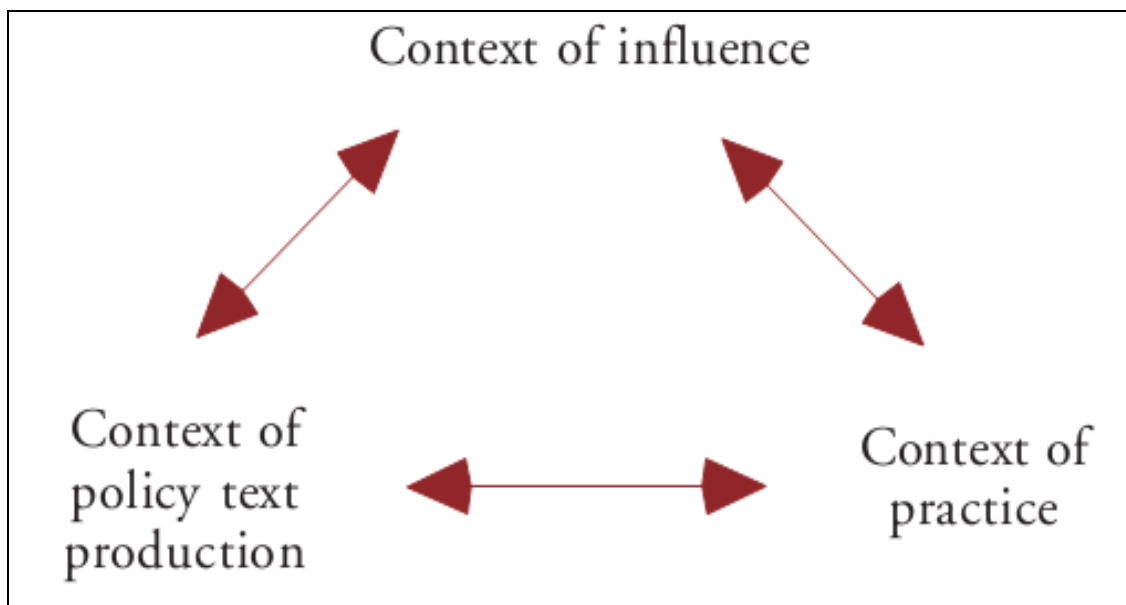 Context of influence
Context of
policy text
production
Context of
practice